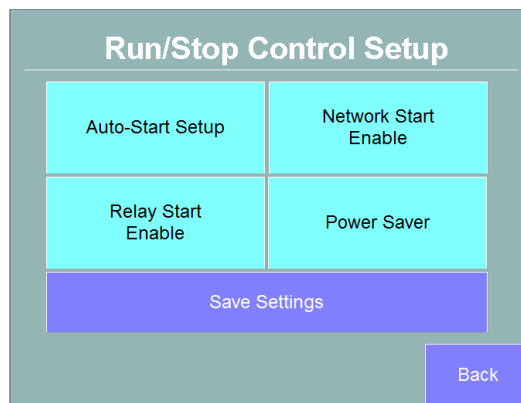 Run/Stop Control Setup
Auto-Start Setup
Network Start
Enable
Relay Start
Enable
Power Saver
Save Settings
Back